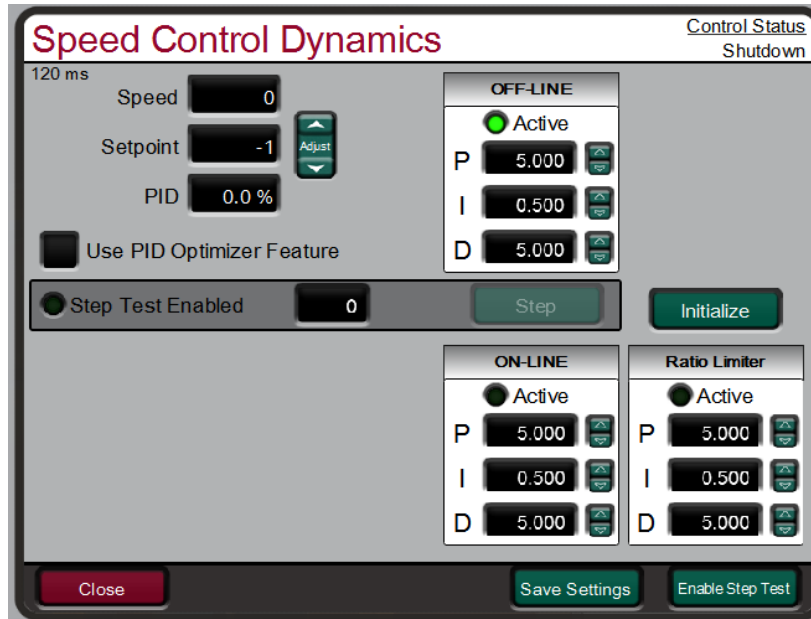 Speed Control Dynamics
Control Status
Shutdown
120 ms
Speed 0
Setpoint -1
Adjust
PID 0.0 %
Use PID Optimizer Feature
OFF-LINE
Active
P 5.000
I 0.500
D 5.000
Step Test Enabled 0 Step
Initialize
ON-LINE
Active
P 5.000
I 0.500
D 5.000
Ratio Limiter
Active
P 5.000
I 0.500
D 5.000
Close
Save Settings
Enable Step Test